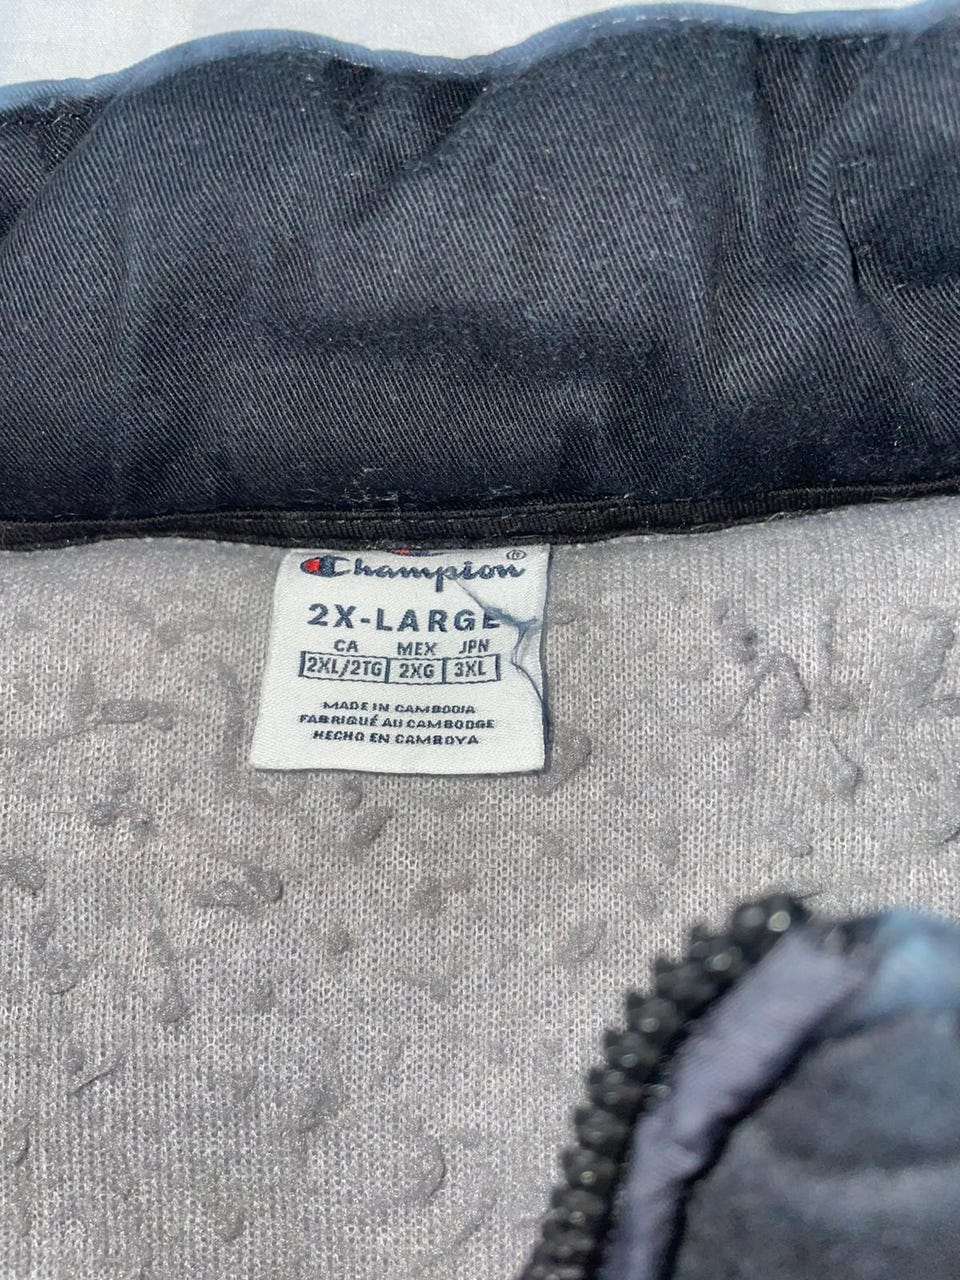 Champion®
2X-LARGE
CA MEX JPN
2XL/2TG 2XG 3XL
MADE IN CAMBODIA
FABRIQUÉ AU CAMBODGE
HECHO EN CAMBOYA